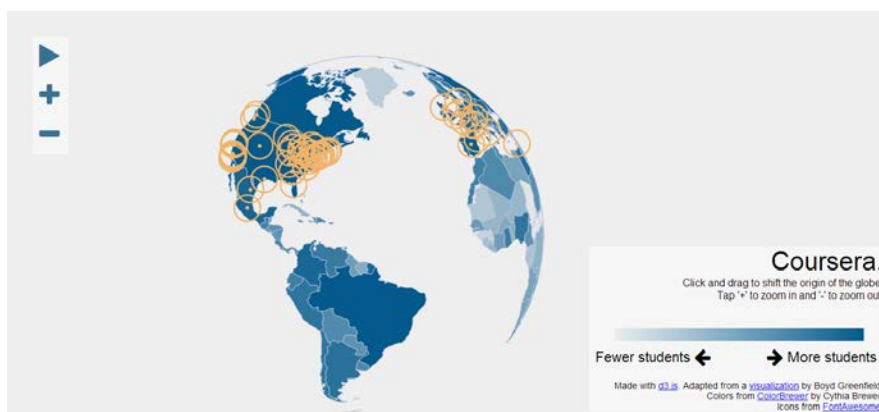 Coursera.
Click and drag to shift the origin of the globe
Tap '+' to zoom in and '-' to zoom out
Fewer students More students
Made with d3.js. Adapted from a visualization by Boyd Greenfield
Colors from ColorBrewer by Cythia Brewer
Icons from FontAwesome